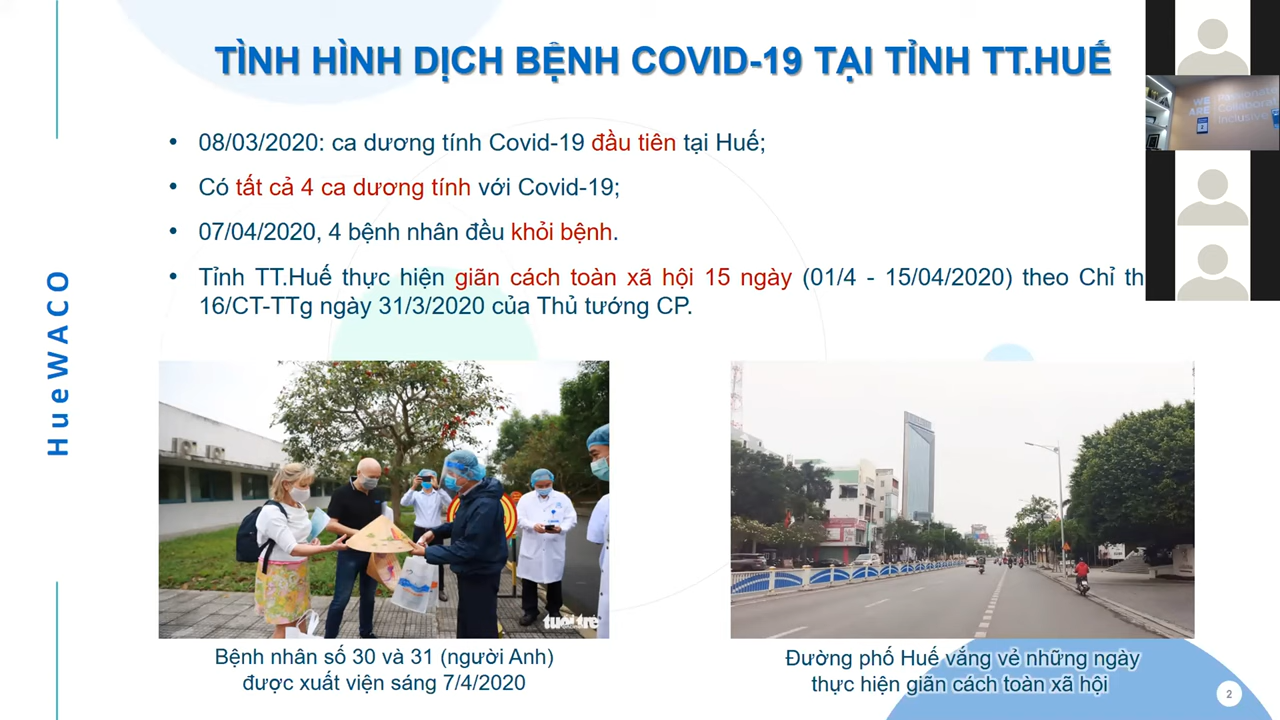 TÌNH HÌNH DỊCH BỆNH COVID-19 TẠI TỈNH TT.HUẾ
• 08/03/2020: ca dương tính Covid-19 đầu tiên tại Huế;
• Có tất cả 4 ca dương tính với Covid-19;
• 07/04/2020, 4 bệnh nhân đều khỏi bệnh.
• Tỉnh TT.Huế thực hiện giãn cách toàn xã hội 15 ngày (01/4 - 15/04/2020) theo Chỉ th
16/CT-TTg ngày 31/3/2020 của Thủ tướng CP.
HueWACO
WE
ARE
tuổi trẻ
Bệnh nhân số 30 và 31 (người Anh)
được xuất viện sáng 7/4/2020
Đường phố Huế vắng vẻ những ngày
thực hiện giãn cách toàn xã hội
2